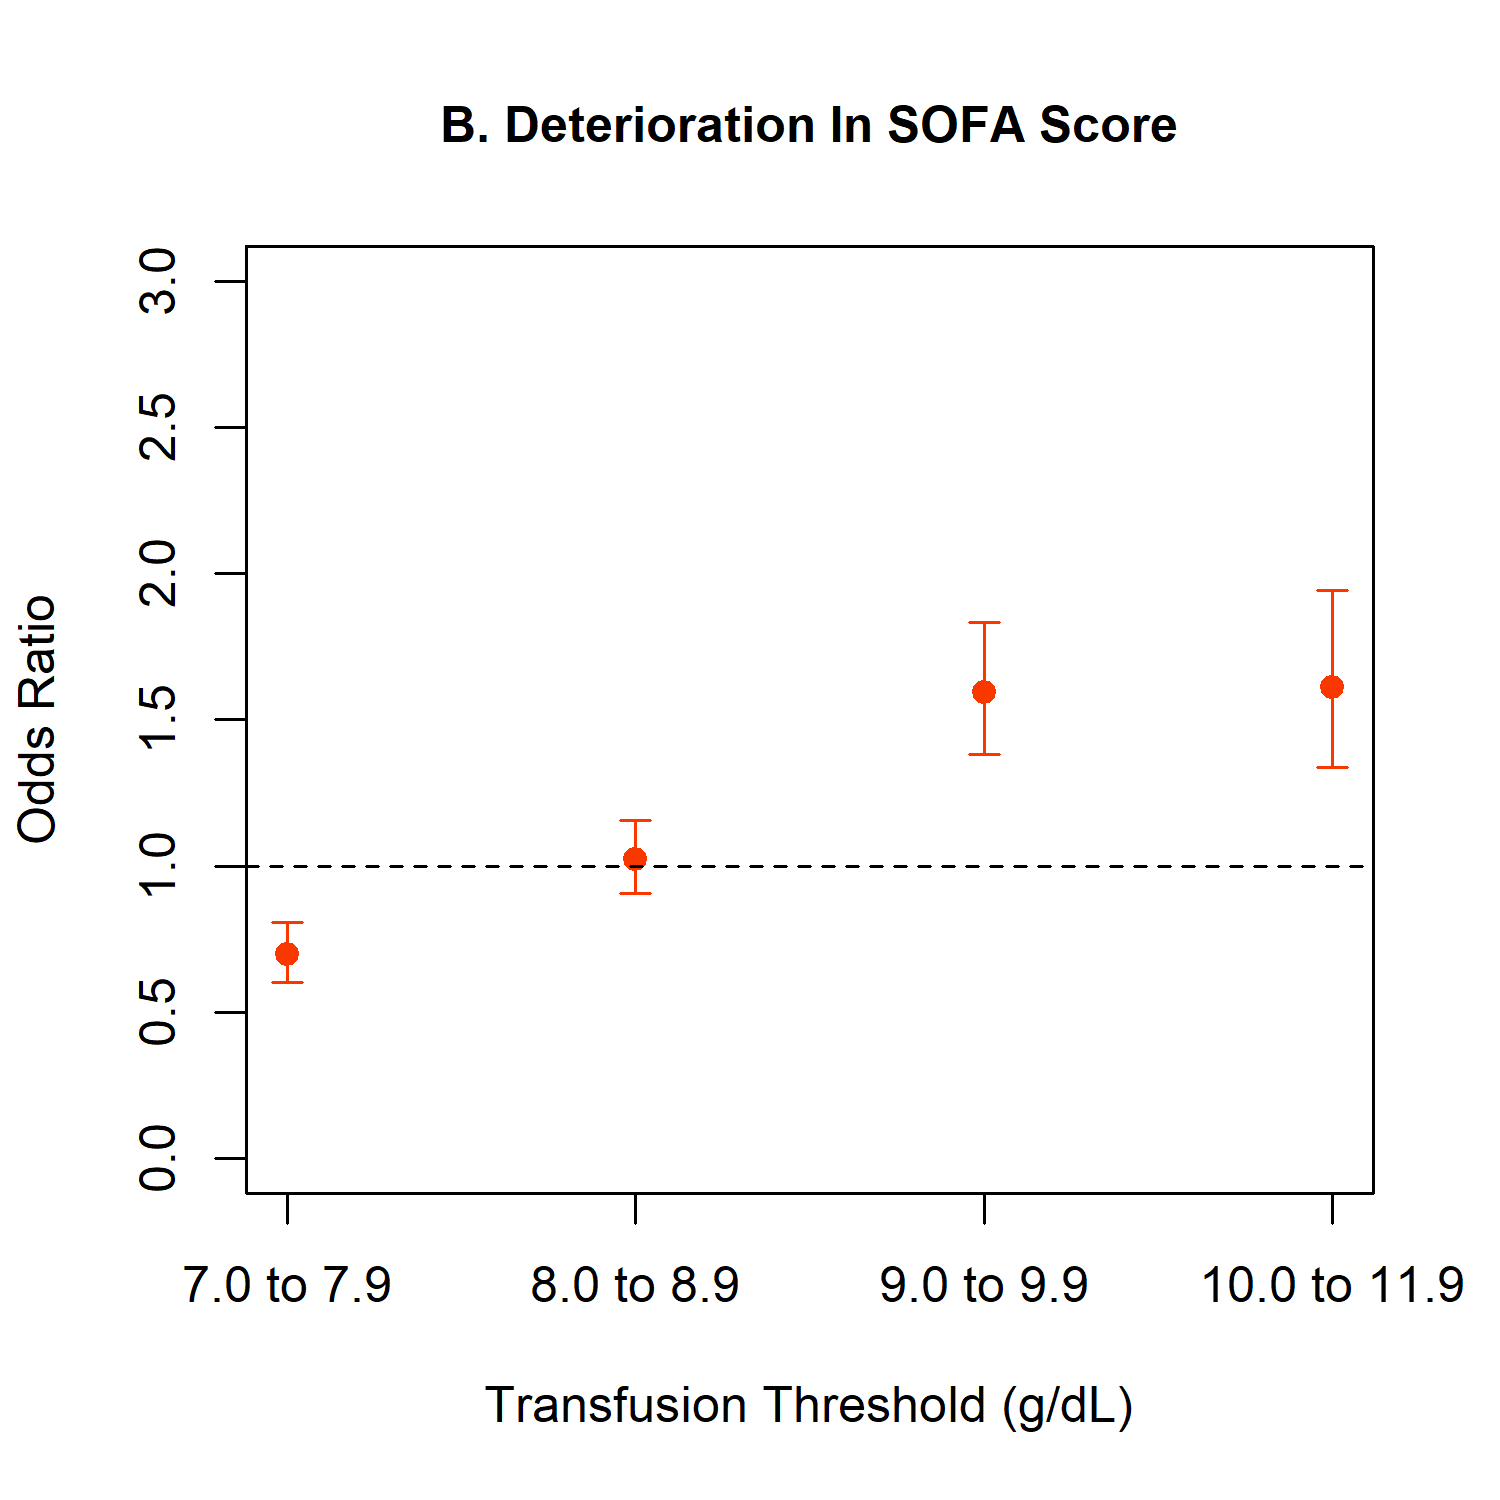 B. Deterioration In SOFA Score
Odds Ratio
3.0
2.5
2.0
1.5
1.0
0.5
0.0
7.0 to 7.9 8.0 to 8.9 9.0 to 9.9 10.0 to 11.9
Transfusion Threshold (g/dL)